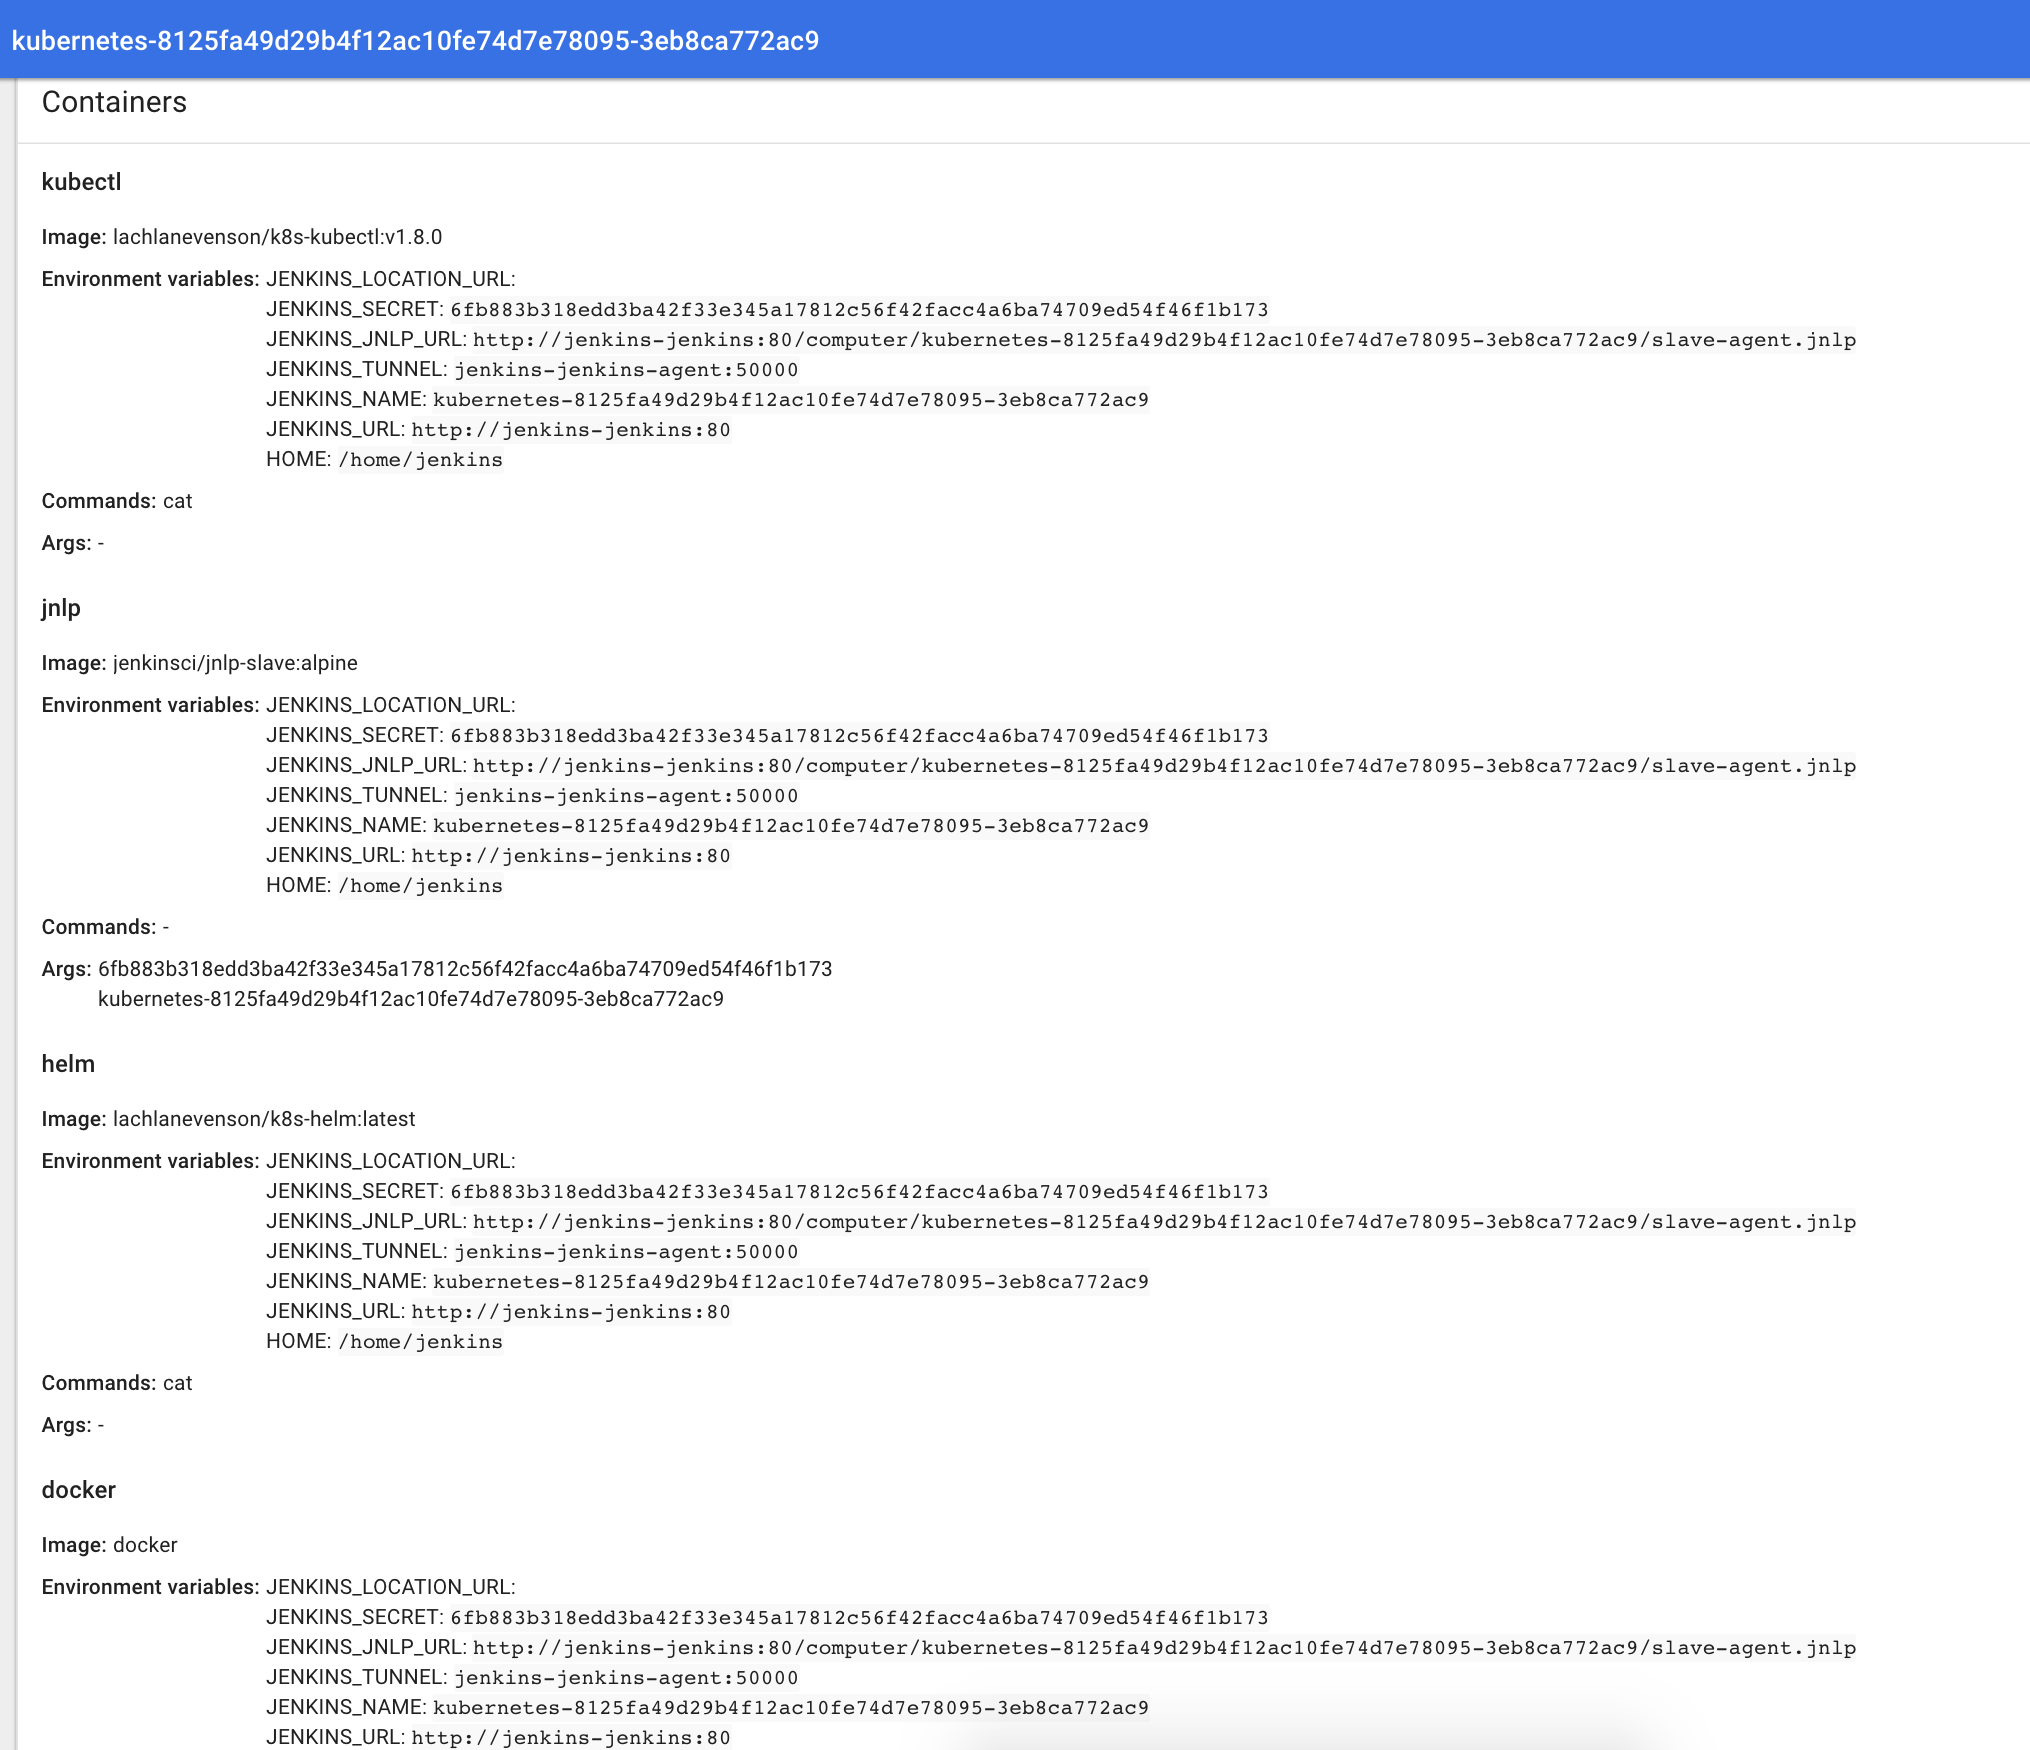 kubernetes-8125fa49d29b4f12ac10fe74d7e78095-3eb8ca772ac9
Containers
kubectl
Image: lachlanevenson/k8s-kubectl:v1.8.0
Environment variables: JENKINS_LOCATION_URL:
JENKINS_SECRET: 6fb883b318edd3ba42f33e345a17812c56f42facc4a6ba74709ed54f46f1b173
JENKINS_JNLP_URL: http://jenkins-jenkins:80/computer/kubernetes-8125fa49d29b4f12ac10fe74d7e78095-3eb8ca772ac9/slave-agent.jnlp
JENKINS_TUNNEL: jenkins-jenkins-agent:50000
JENKINS_NAME: kubernetes-8125fa49d29b4f12ac10fe74d7e78095-3eb8ca772ac9
JENKINS_URL: http://jenkins-jenkins:80
HOME: /home/jenkins
Commands: cat
Args: -
jnlp
Image: jenkinsci/jnlp-slave:alpine
Environment variables: JENKINS_LOCATION_URL:
JENKINS_SECRET: 6fb883b318edd3ba42f33e345a17812c56f42facc4a6ba74709ed54f46f1b173
JENKINS_JNLP_URL: http://jenkins-jenkins:80/computer/kubernetes-8125fa49d29b4f12ac10fe74d7e78095-3eb8ca772ac9/slave-agent.jnlp
JENKINS_TUNNEL: jenkins-jenkins-agent:50000
JENKINS_NAME: kubernetes-8125fa49d29b4f12ac10fe74d7e78095-3eb8ca772ac9
JENKINS_URL: http://jenkins-jenkins:80
HOME: /home/jenkins
Commands: -
Args: 6fb883b318edd3ba42f33e345a17812c56f42facc4a6ba74709ed54f46f1b173
kubernetes-8125fa49d29b4f12ac10fe74d7e78095-3eb8ca772ac9
helm
Image: lachlanevenson/k8s-helm:latest
Environment variables: JENKINS_LOCATION_URL:
JENKINS_SECRET: 6fb883b318edd3ba42f33e345a17812c56f42facc4a6ba74709ed54f46f1b173
JENKINS_JNLP_URL: http://jenkins-jenkins:80/computer/kubernetes-8125fa49d29b4f12ac10fe74d7e78095-3eb8ca772ac9/slave-agent.jnlp
JENKINS_TUNNEL: jenkins-jenkins-agent:50000
JENKINS_NAME: kubernetes-8125fa49d29b4f12ac10fe74d7e78095-3eb8ca772ac9
JENKINS_URL: http://jenkins-jenkins:80
HOME: /home/jenkins
Commands: cat
Args: -
docker
Image: docker
Environment variables: JENKINS_LOCATION_URL:
JENKINS_SECRET: 6fb883b318edd3ba42f33e345a17812c56f42facc4a6ba74709ed54f46f1b173
JENKINS_JNLP_URL: http://jenkins-jenkins:80/computer/kubernetes-8125fa49d29b4f12ac10fe74d7e78095-3eb8ca772ac9/slave-agent.jnlp
JENKINS_TUNNEL: jenkins-jenkins-agent:50000
JENKINS_NAME: kubernetes-8125fa49d29b4f12ac10fe74d7e78095-3eb8ca772ac9
JENKINS_URL: http://jenkins-jenkins:80